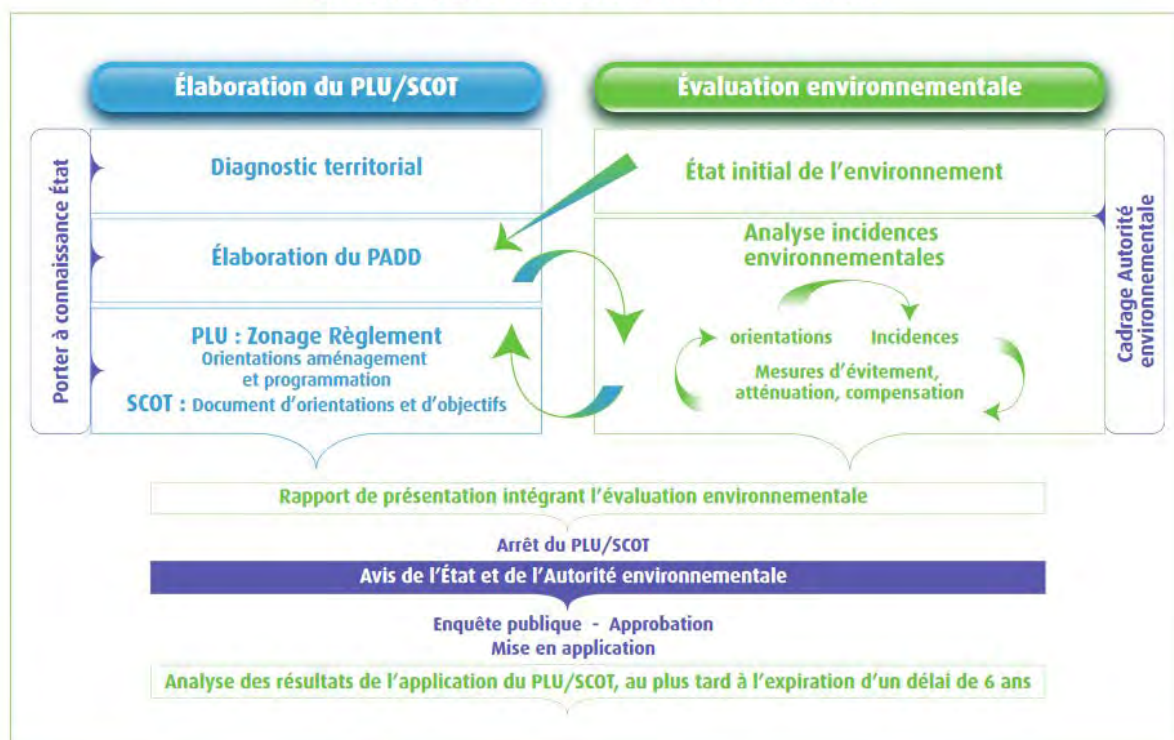 Élaboration du PLU/SCOT
Évaluation environnementale
Porter à connaissance État
Diagnostic territorial
État initial de l'environnement
Élaboration du PADD
Analyse incidences
environnementales
PLU : Zonage Règlement
Orientations aménagement
et programmation
SCOT : Document d'orientations et d'objectifs
orientations
Incidences
Mesures d'évitement,
atténuation, compensation
Cadrage Autorité
environnementale
Rapport de présentation intégrant l'évaluation environnementale
Arrêt du PLU/SCOT
Avis de l'État et de l'Autorité environnementale
Enquête publique - Approbation
Mise en application
Analyse des résultats de l'application du PLU/SCOT, au plus tard à l'expiration d'un délai de 6 ans